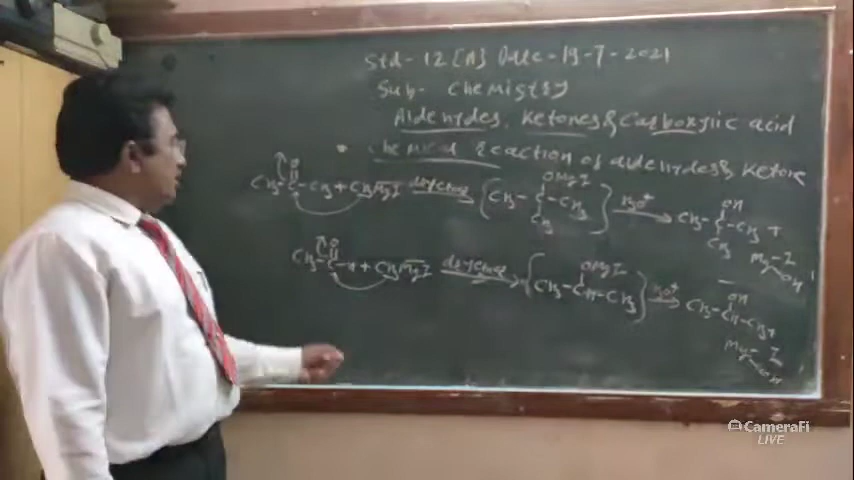 Std- 12 [A] Date - 19-7-2021
Sub- Chemistry
Aldehydes, Ketones & Carboxylic acid
* chemical Reaction of aldehydes & Ketone
CH3-C-CH3 + CH3MgI dry ether { CH3-C-CH3 } H3O+ CH3-C-CH3 +
O OMgI CH3 OH CH3 Mg-I OH
CH3-C-H + CH3MgI dry ether { CH3-CH-CH3 } H3O+ CH3-CH-CH3 +
O OMgI OH Mg-I OH
CameraFi
LIVE